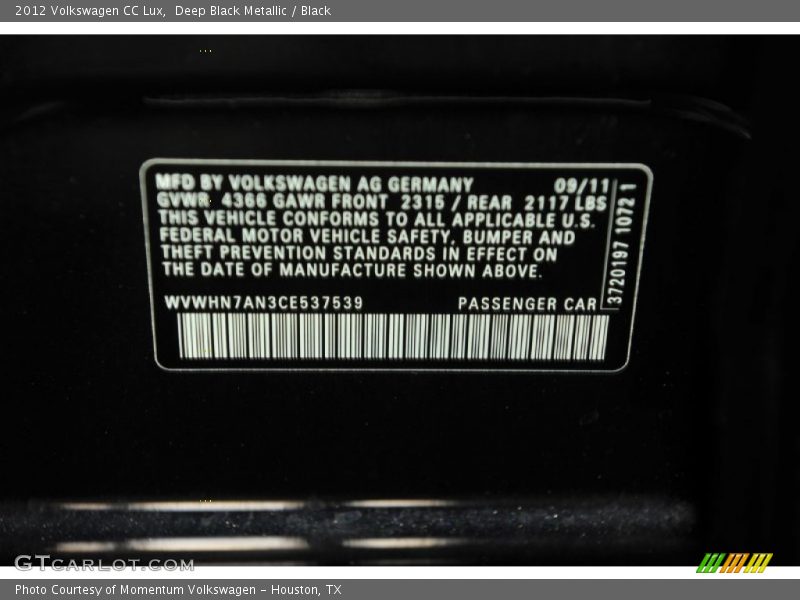 2012 Volkswagen CC Lux, Deep Black Metallic / Black
MFD BY VOLKSWAGEN AG GERMANY 09/11
GVWR 4366 GAWR FRONT 2315 / REAR 2117 LBS
THIS VEHICLE CONFORMS TO ALL APPLICABLE U.S.
FEDERAL MOTOR VEHICLE SAFETY, BUMPER AND
THEFT PREVENTION STANDARDS IN EFFECT ON
THE DATE OF MANUFACTURE SHOWN ABOVE.
WVWHN7AN3CE537539 PASSENGER CAR
3720197 1072 1
GTCARLOT.COM
Photo Courtesy of Momentum Volkswagen - Houston, TX